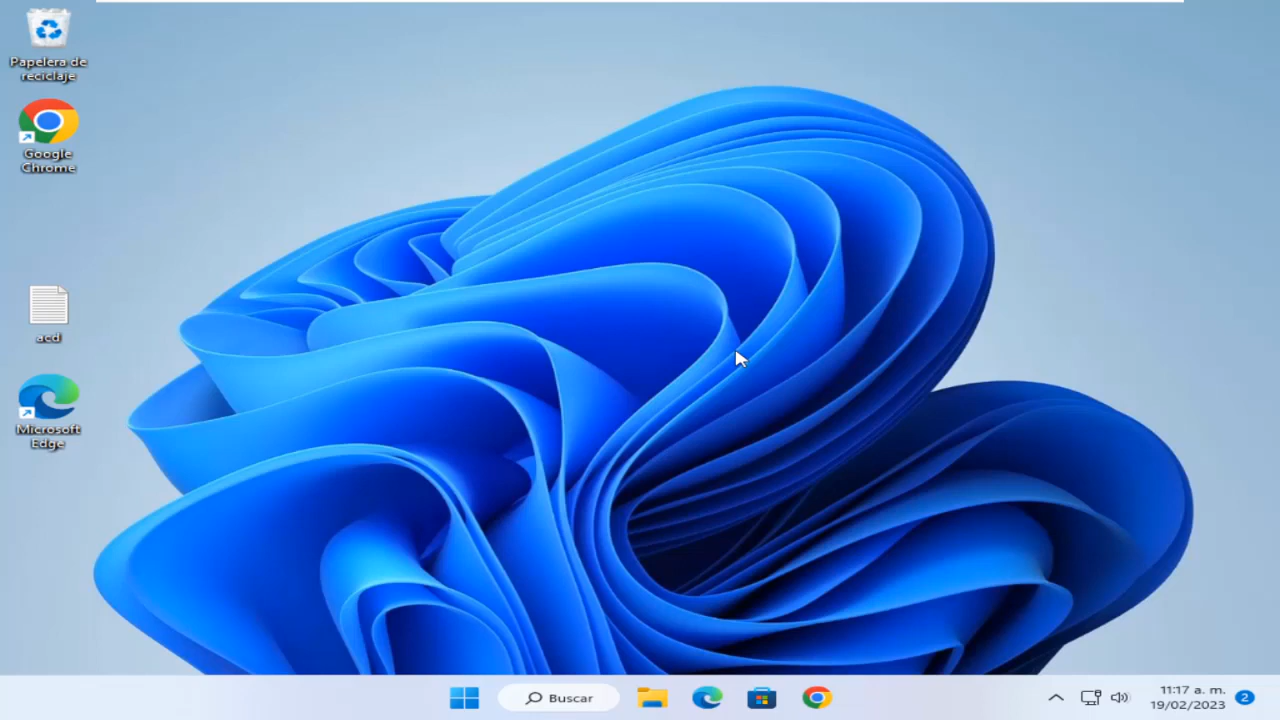 Papelera de
reciclaje
Google
Chrome
acd
Microsoft
Edge
Buscar
11:17 a. m.
19/02/2023
2